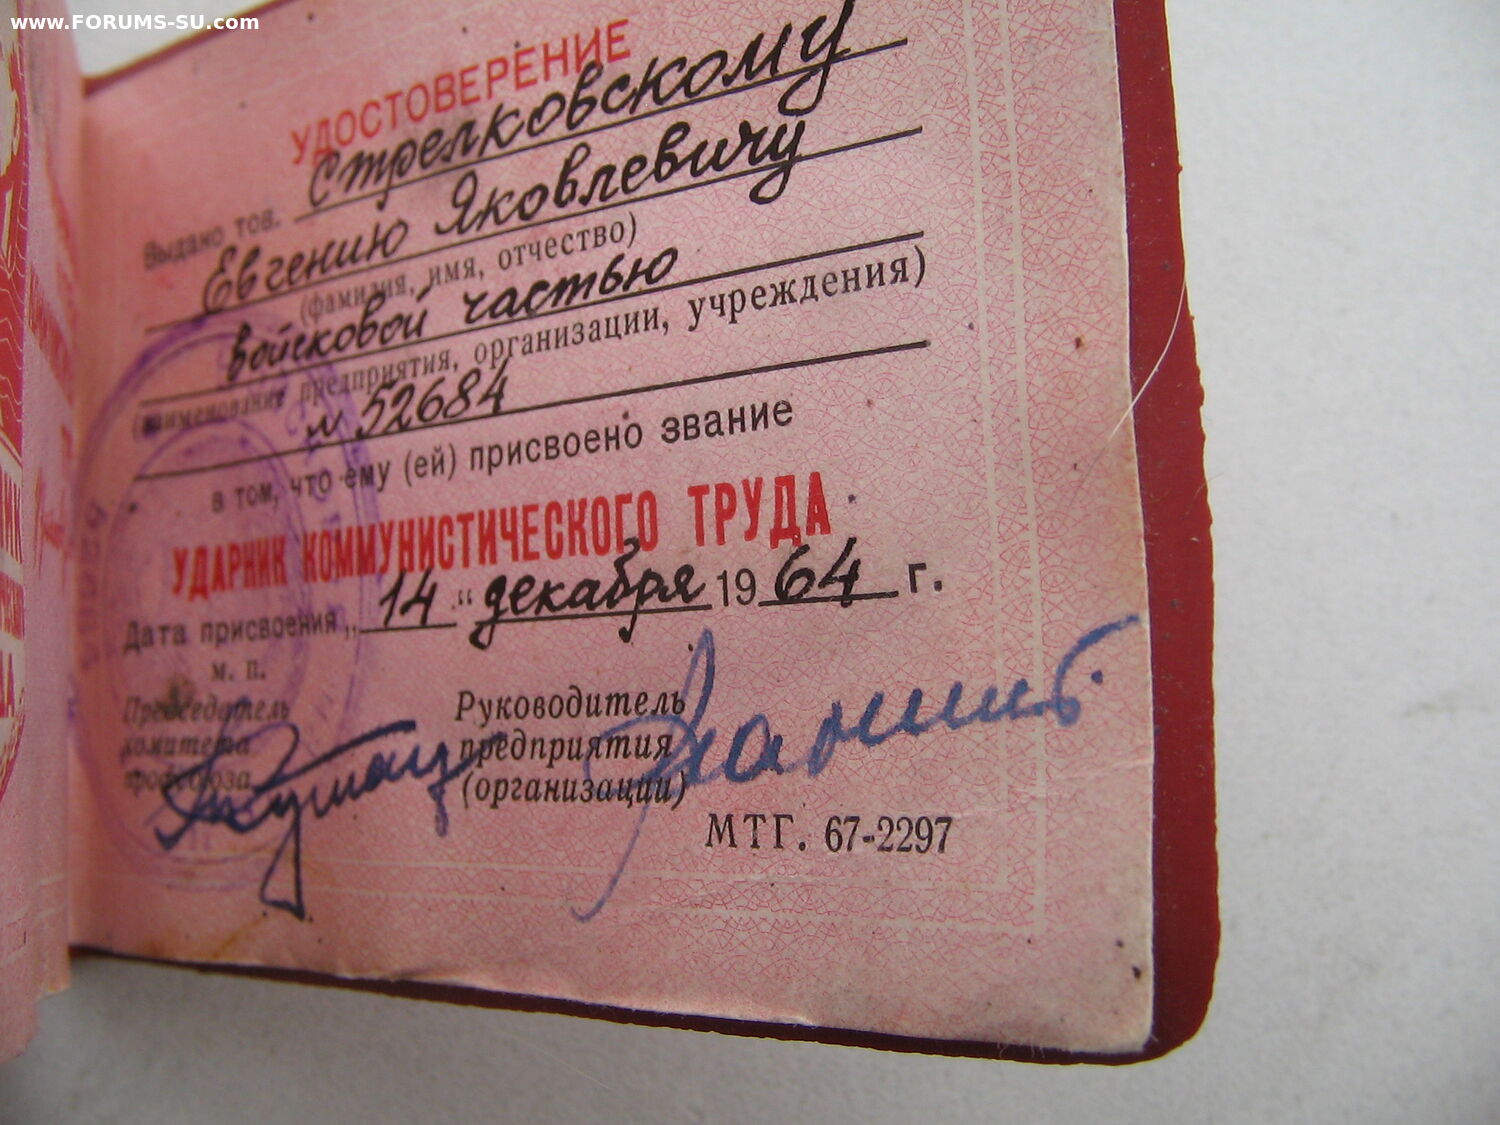 www.FORUMS-SU.com
УДОСТОВЕРЕНИЕ
Выдано тов. Стрелковскому
Евгению Яковлевичу
(фамилия, имя, отчество)
войсковой частью
(наименование предприятия, организации, учреждения)
№ 52684
в том, что ему (ей) присвоено звание
УДАРНИК КОММУНИСТИЧЕСКОГО ТРУДА
Дата присвоения „14“ декабря 1964 г.
м. п.
Председатель комитета профсоюза
Руководитель предприятия (организации)
МТГ. 67-2297